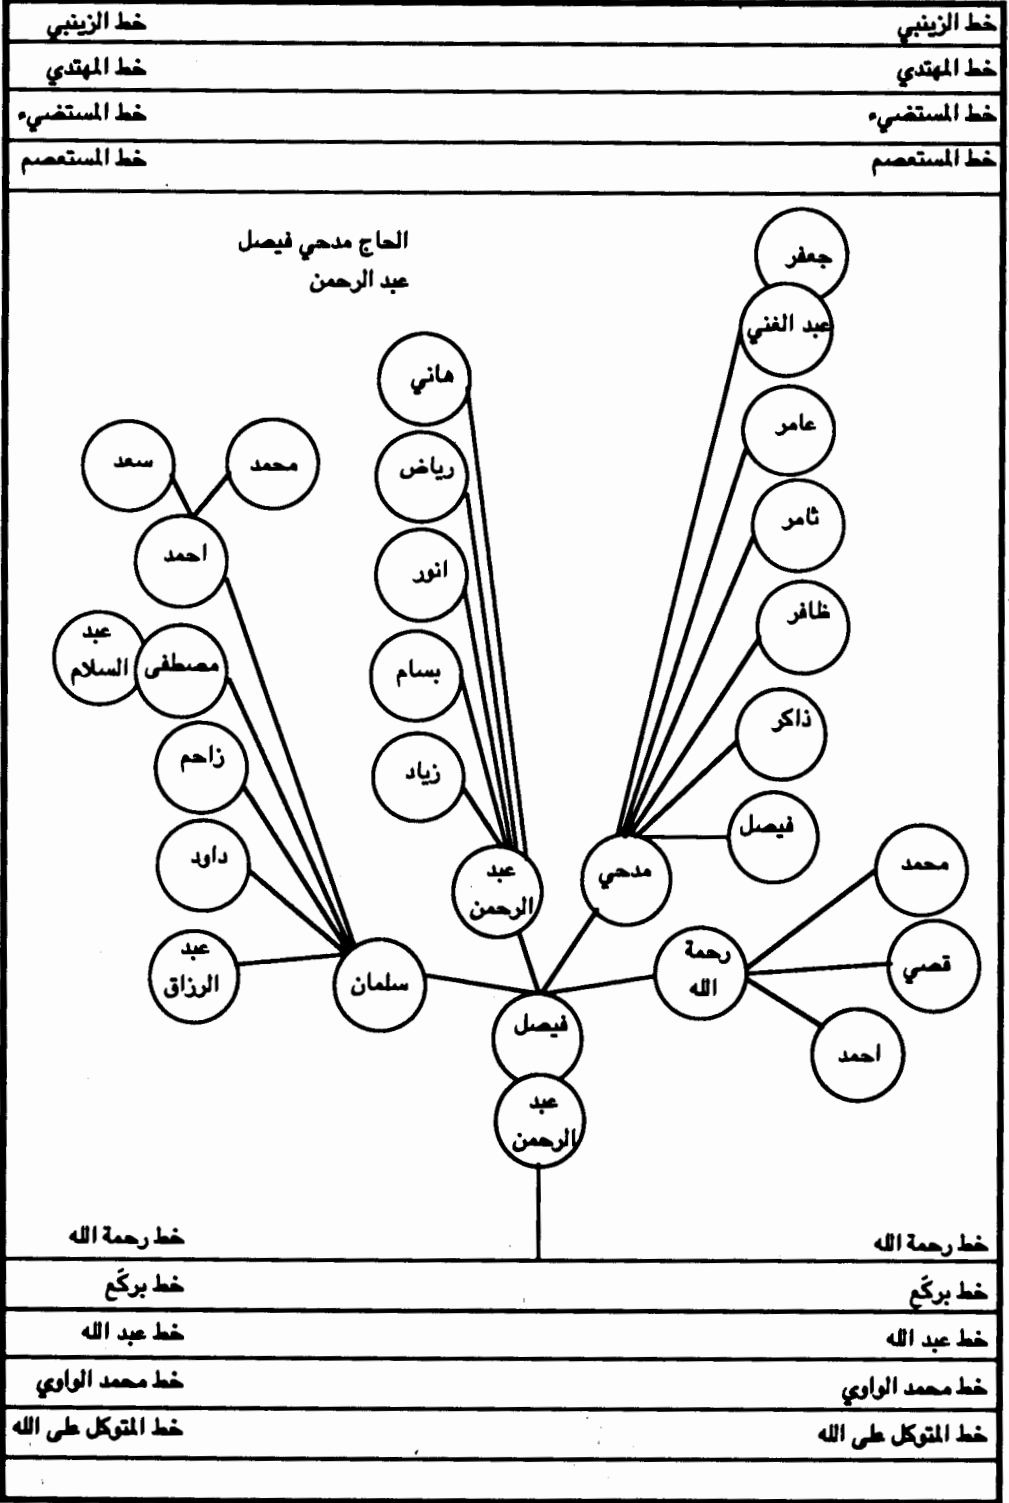 خط الزينبي
خط الزينبي
خط المهتدي
خط المهتدي
خط المستضيء
خط المستضيء
خط المستعصم
خط المستعصم
الحاج مدحي فيصل
عبد الرحمن
جعفر
عبد الغني
عامر
ثامر
ظافر
ذاكر
فيصل
مدحي
محمد
قصي
احمد
رحمة
الله
هاني
رياض
انور
بسام
زياد
عبد
الرحمن
محمد
سعد
احمد
مصطفى
عبد
السلام
زاحم
داود
عبد
الرزاق
سلمان
فيصل
عبد
الرحمن
خط رحمة الله
خط رحمة الله
خط بركَع
خط بركَع
خط عبد الله
خط عبد الله
خط محمد الواوي
خط محمد الواوي
خط المتوكل على الله
خط المتوكل على الله